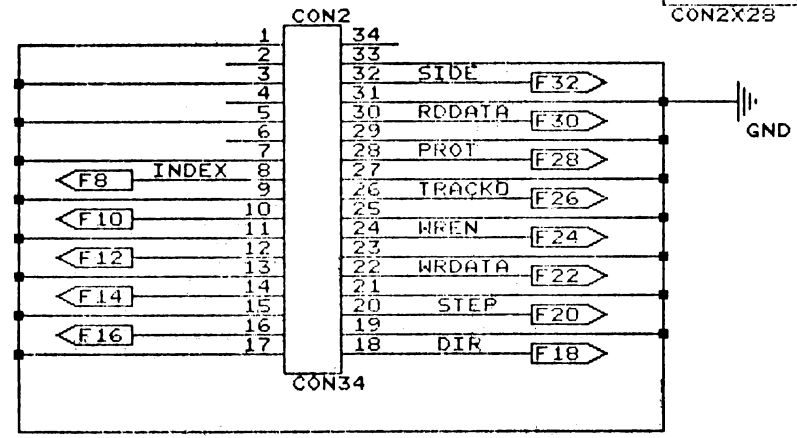 CON2X28
CON2
1 34
2 33
3 32 SIDE F32
4 31
5 30 RDDATA F30
6 29
7 28 PROT F28
F8 INDEX 8 27
9 26 TRACK0 F26
F10 10 25
11 24 WREN F24
F12 12 23
13 22 WRDATA F22
F14 14 21
15 20 STEP F20
F16 16 19
17 18 DIR F18
CON34
GND